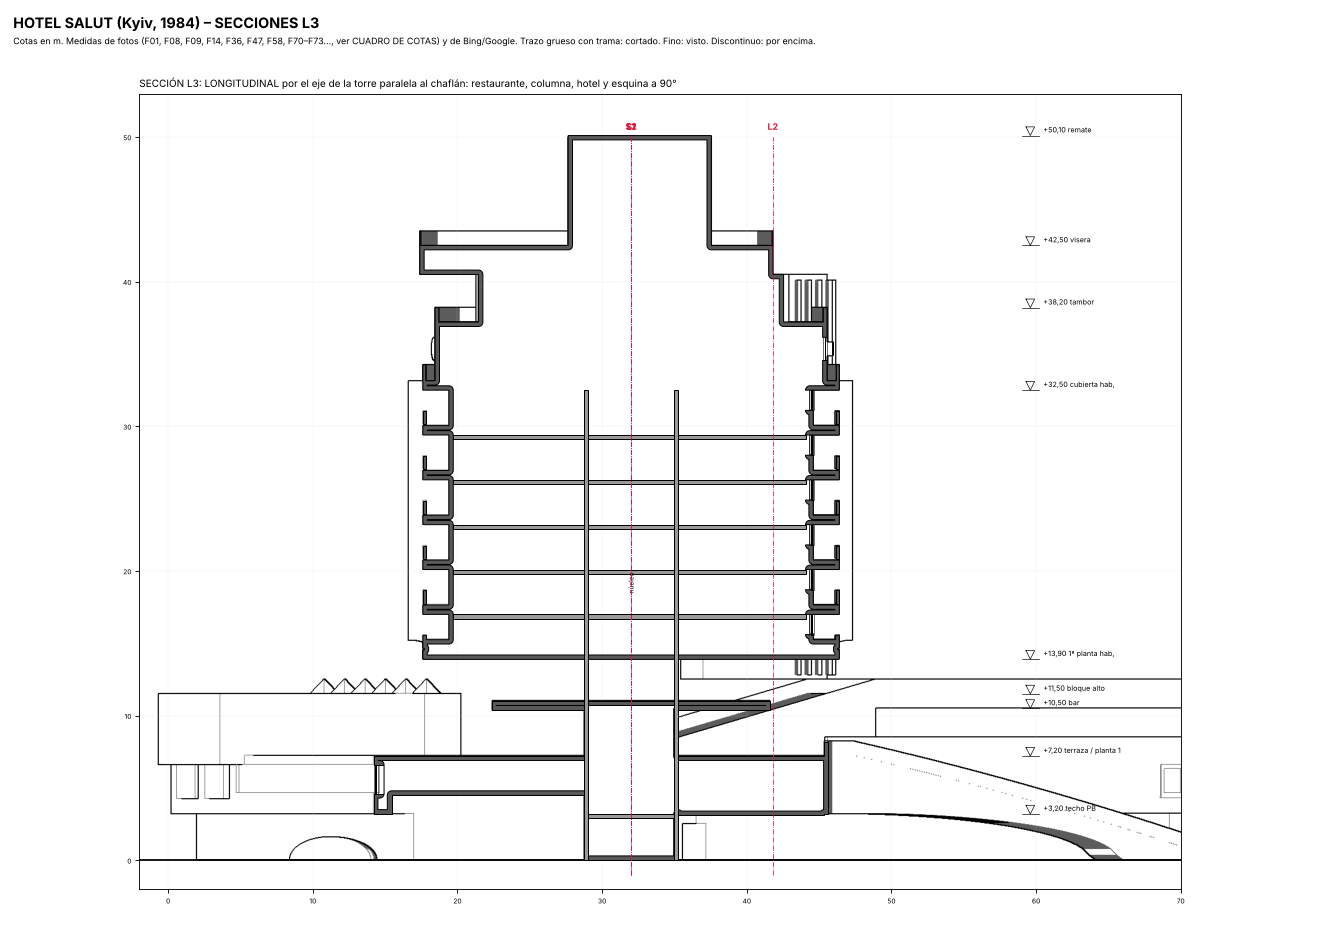 HOTEL SALUT (Kyiv, 1984) – SECCIONES L3
Cotas en m. Medidas de fotos (F01, F08, F09, F14, F36, F47, F58, F70–F73..., ver CUADRO DE COTAS) y de Bing/Google. Trazo grueso con trama: cortado. Fino: visto. Discontinuo: por encima.
SECCIÓN L3: LONGITUDINAL por el eje de la torre paralela al chaflán: restaurante, columna, hotel y esquina a 90°
L2
+50,10 remate
50
+42,50 visera
40
+38,20 tambor
+32,50 cubierta hab,
30
20
núcleo
+13,90 1ª planta hab,
+11,50 bloque alto
+10,50 bar
10
+7,20 terraza / planta 1
+3,20 techo PB
0
0 10 20 30 40 50 60 70